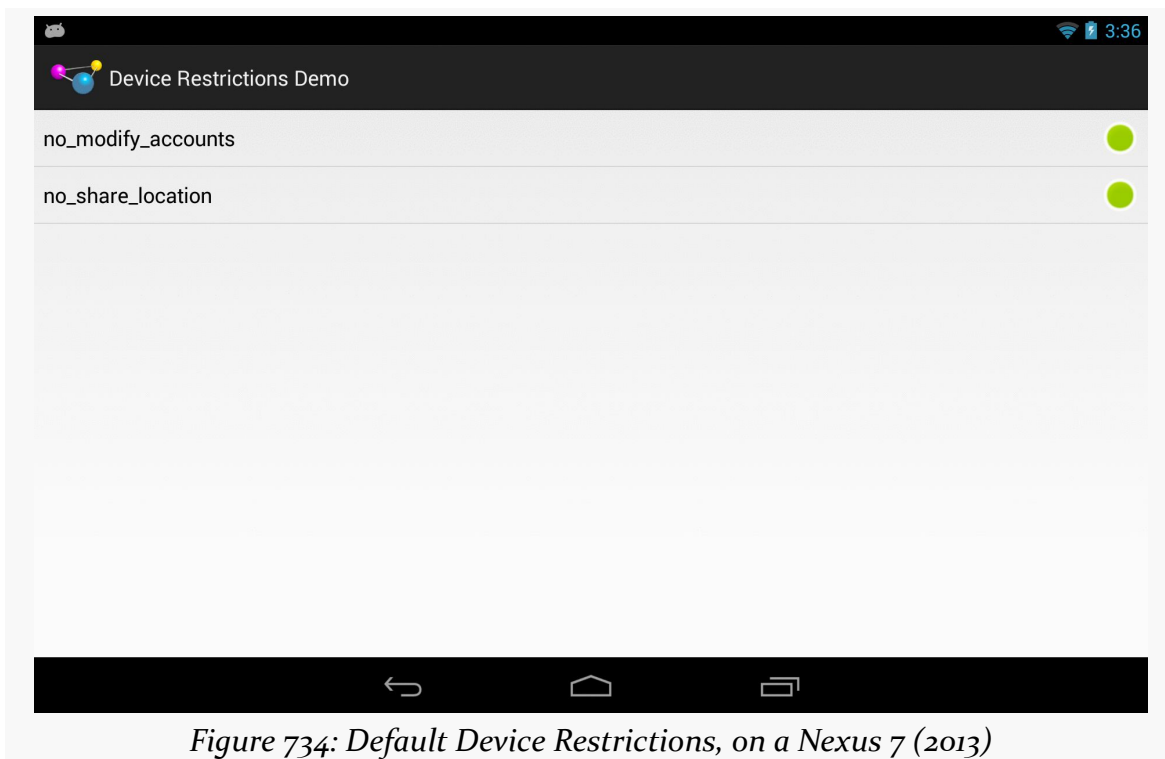 3:36
Device Restrictions Demo
no_modify_accounts
no_share_location
Figure 734: Default Device Restrictions, on a Nexus 7 (2013)